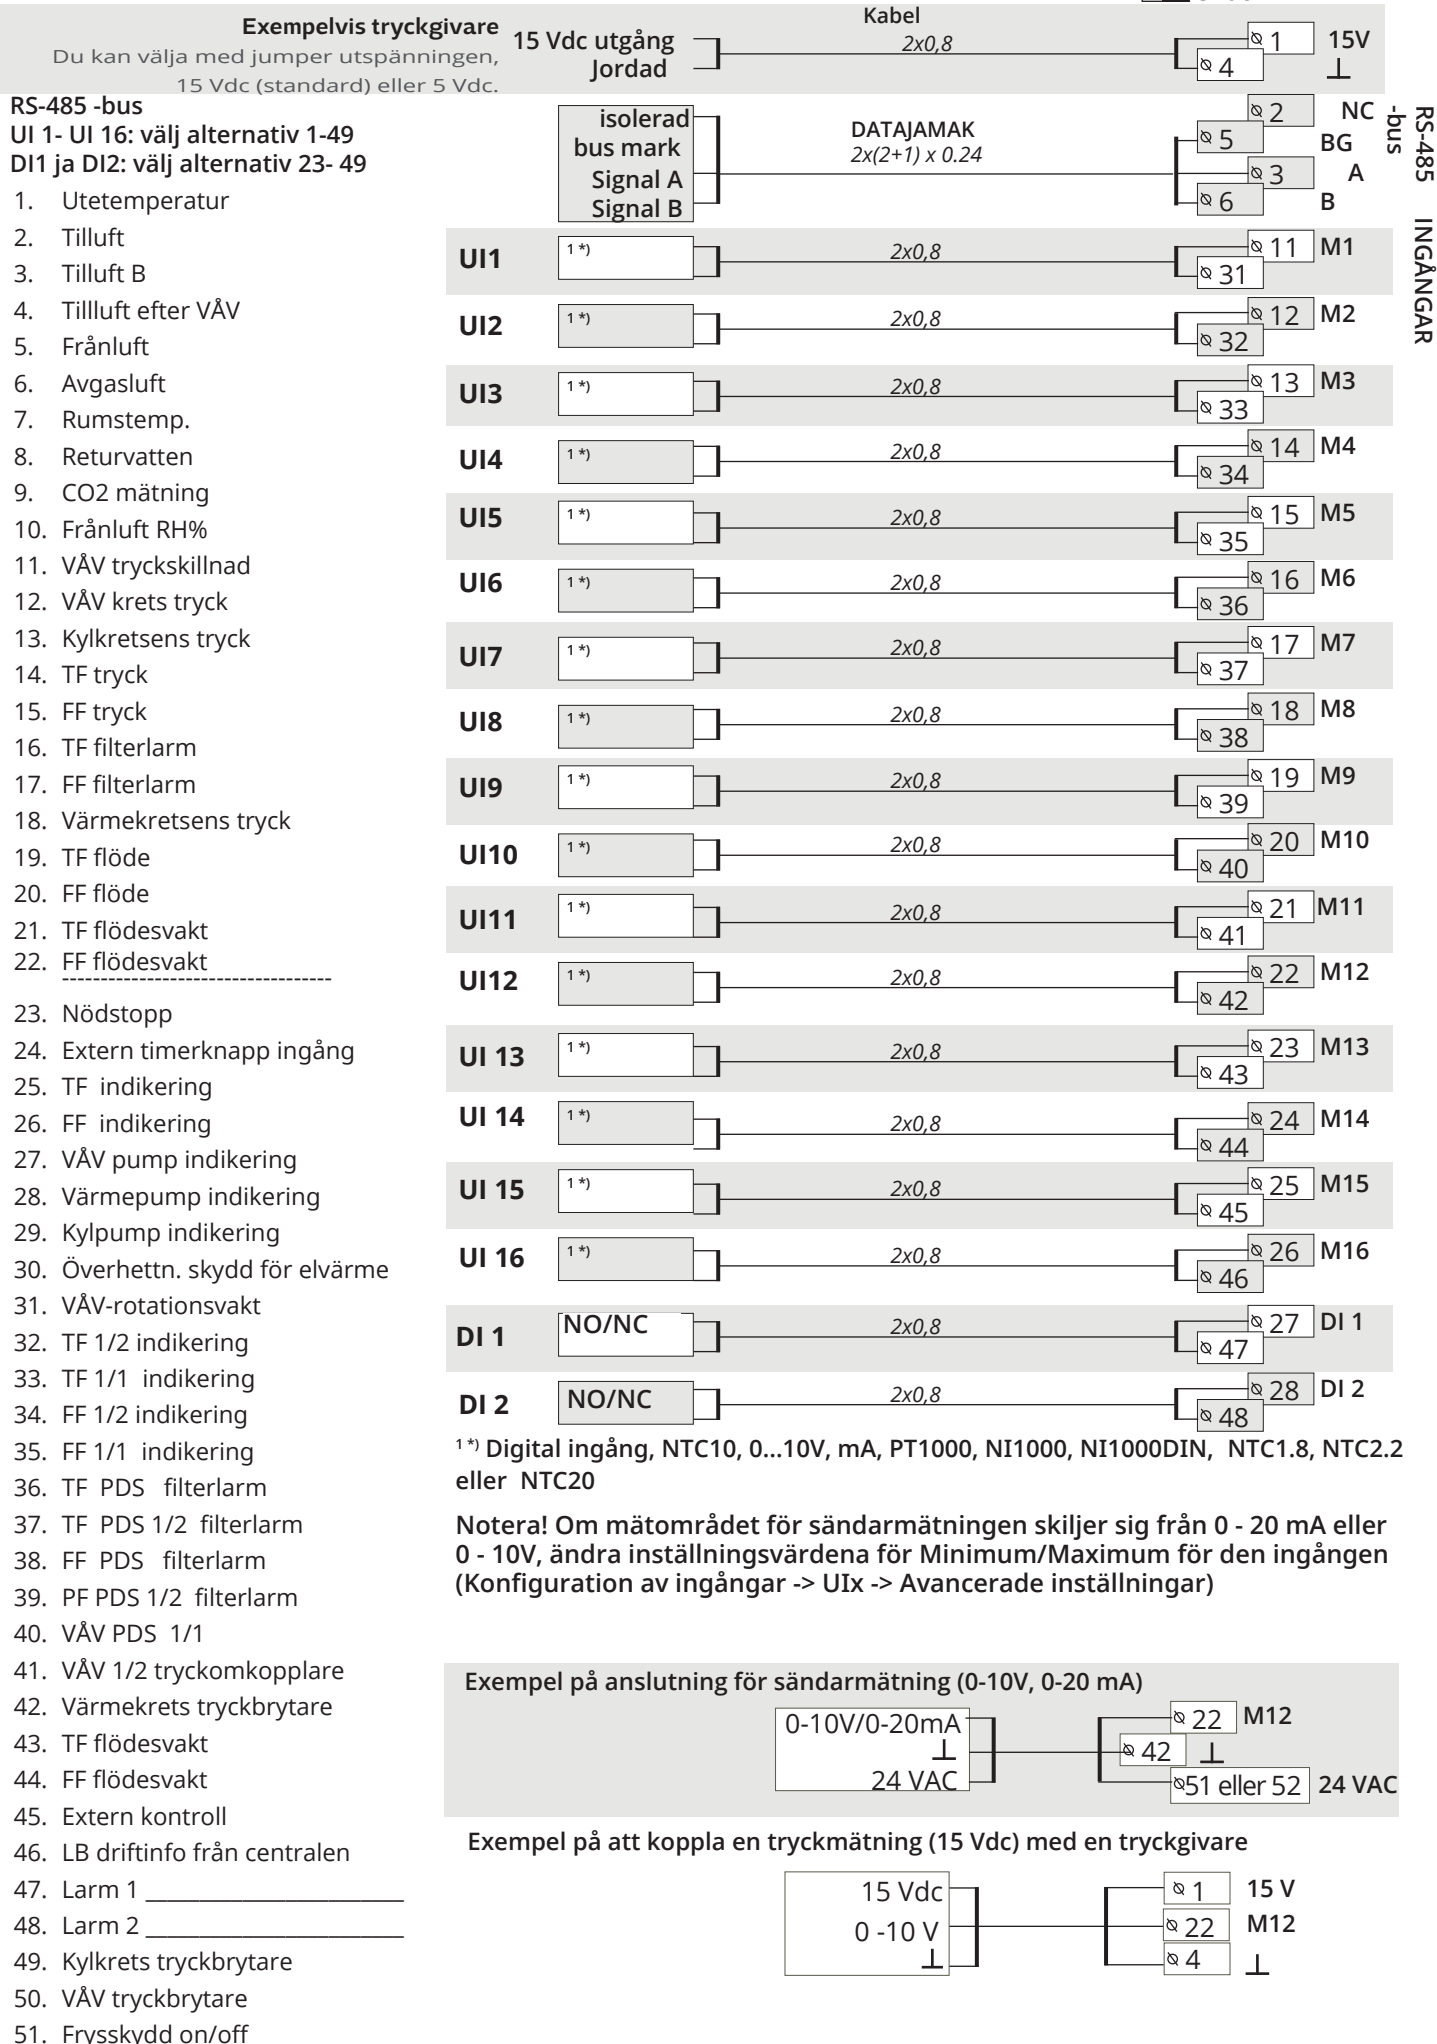 Kabel
Exempelvis tryckgivare
Du kan välja med jumper utspänningen,
15 Vdc (standard) eller 5 Vdc.
15 Vdc utgång
Jordad
2x0,8
1
15V
4
RS-485 -bus
UI 1- UI 16: välj alternativ 1-49
DI1 ja DI2: välj alternativ 23- 49
1. Utetemperatur
2. Tilluft
3. Tilluft B
4. Tillluft efter VÅV
5. Frånluft
6. Avgasluft
7. Rumstemp.
8. Returvatten
9. CO2 mätning
10. Frånluft RH%
11. VÅV tryckskillnad
12. VÅV krets tryck
13. Kylkretsens tryck
14. TF tryck
15. FF tryck
16. TF filterlarm
17. FF filterlarm
18. Värmekretsens tryck
19. TF flöde
20. FF flöde
21. TF flödesvakt
22. FF flödesvakt
-----------------------------------
23. Nödstopp
24. Extern timerknapp ingång
25. TF indikering
26. FF indikering
27. VÅV pump indikering
28. Värmepump indikering
29. Kylpump indikering
30. Överhettn. skydd för elvärme
31. VÅV-rotationsvakt
32. TF 1/2 indikering
33. TF 1/1 indikering
34. FF 1/2 indikering
35. FF 1/1 indikering
36. TF PDS filterlarm
37. TF PDS 1/2 filterlarm
38. FF PDS filterlarm
39. PF PDS 1/2 filterlarm
40. VÅV PDS 1/1
41. VÅV 1/2 tryckomkopplare
42. Värmekrets tryckbrytare
43. TF flödesvakt
44. FF flödesvakt
45. Extern kontroll
46. LB driftinfo från centralen
47. Larm 1 ______________________
48. Larm 2 ______________________
49. Kylkrets tryckbrytare
50. VÅV tryckbrytare
51. Frysskydd on/off
isolerad
bus mark
Signal A
Signal B
DATAJAMAK
2x(2+1) x 0.24
2 NC
5 BG
3 A
6 B
RS-485
-bus
INGÅNGAR
UI1 1 *) 2x0,8 11 M1
31
UI2 1 *) 2x0,8 12 M2
32
UI3 1 *) 2x0,8 13 M3
33
UI4 1 *) 2x0,8 14 M4
34
UI5 1 *) 2x0,8 15 M5
35
UI6 1 *) 2x0,8 16 M6
36
UI7 1 *) 2x0,8 17 M7
37
UI8 1 *) 2x0,8 18 M8
38
UI9 1 *) 2x0,8 19 M9
39
UI10 1 *) 2x0,8 20 M10
40
UI11 1 *) 2x0,8 21 M11
41
UI12 1 *) 2x0,8 22 M12
42
UI 13 1 *) 2x0,8 23 M13
43
UI 14 1 *) 2x0,8 24 M14
44
UI 15 1 *) 2x0,8 25 M15
45
UI 16 1 *) 2x0,8 26 M16
46
DI 1 NO/NC 2x0,8 27 DI 1
47
DI 2 NO/NC 2x0,8 28 DI 2
48
1 *) Digital ingång, NTC10, 0...10V, mA, PT1000, NI1000, NI1000DIN, NTC1.8, NTC2.2
eller NTC20
Notera! Om mätområdet för sändarmätningen skiljer sig från 0 - 20 mA eller
0 - 10V, ändra inställningsvärdena för Minimum/Maximum för den ingången
(Konfiguration av ingångar -> UIx -> Avancerade inställningar)
Exempel på anslutning för sändarmätning (0-10V, 0-20 mA)
0-10V/0-20mA
24 VAC
22 M12
42
51 eller 52 24 VAC
Exempel på att koppla en tryckmätning (15 Vdc) med en tryckgivare
15 Vdc
0 -10 V
1 15 V
22 M12
4